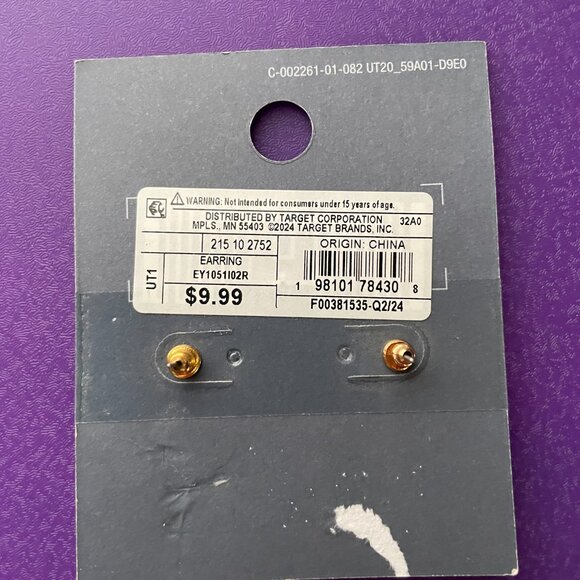 C-002261-01-082 UT20_59A01-D9E0
WARNING: Not intended for consumers under 15 years of age.
DISTRIBUTED BY TARGET CORPORATION 32A0
MPLS., MN 55403 ©2024 TARGET BRANDS, INC.
UT1
215 10 2752
EARRING
EY1051I02R
$9.99
ORIGIN: CHINA
1 98101 78430 8
F00381535-Q2/24